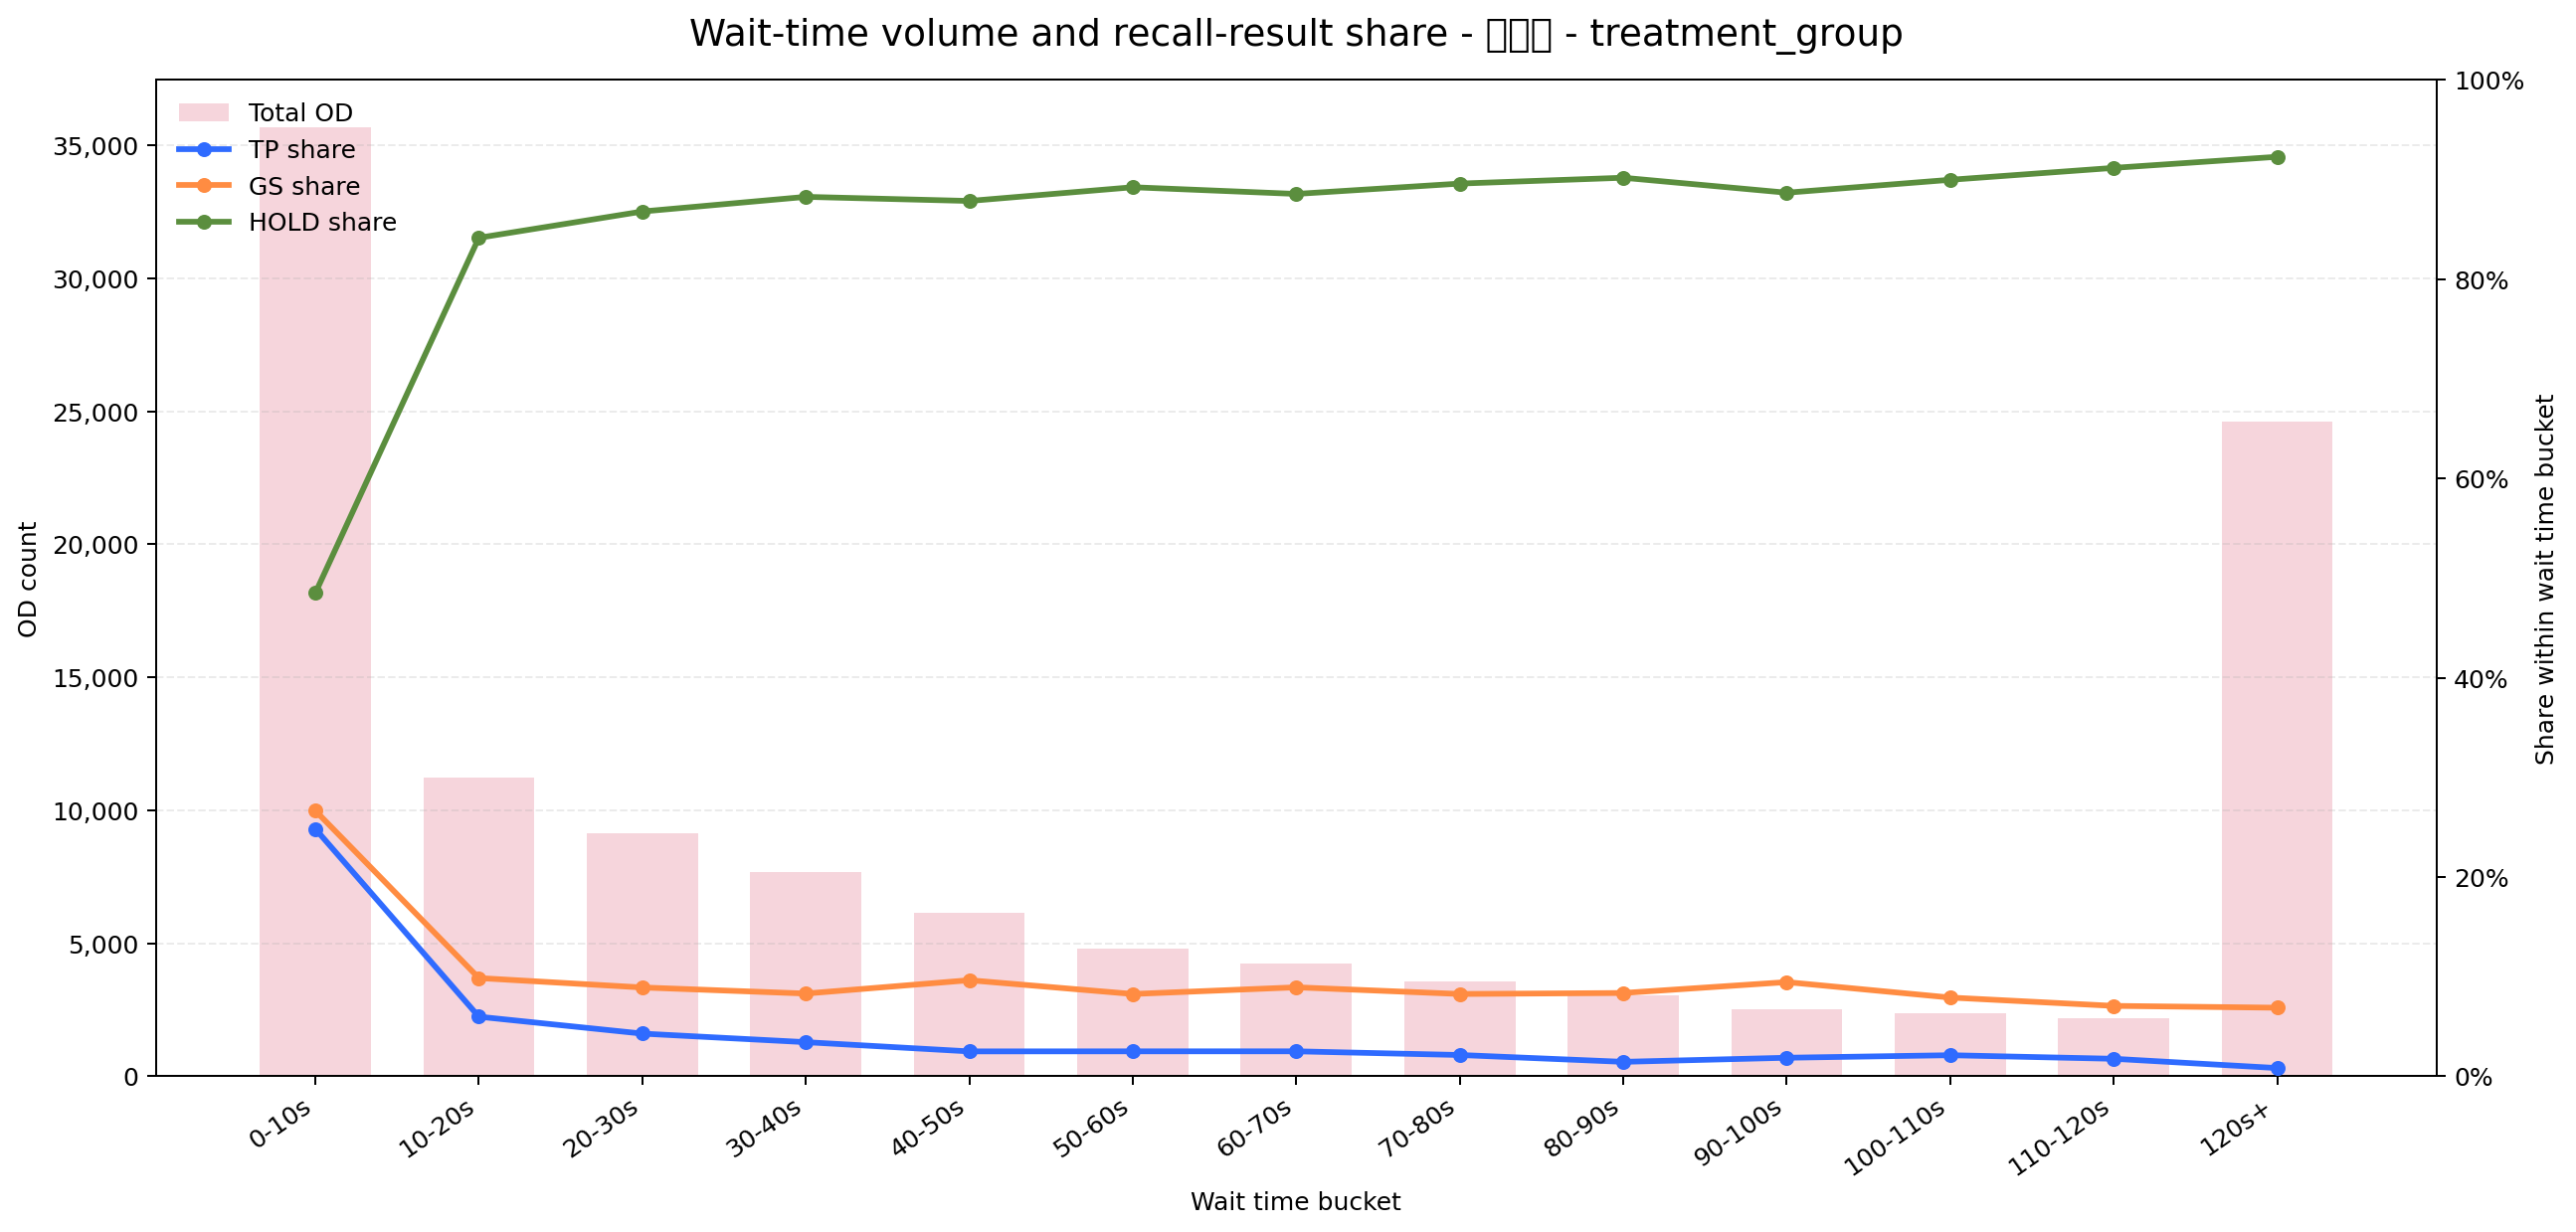 Wait-time volume and recall-result share - - treatment_group
Total OD
TP share
GS share
HOLD share
35,000
30,000
25,000
20,000
15,000
10,000
5,000
0
OD count
100%
80%
60%
40%
20%
0%
Share within wait time bucket
0-10s
10-20s
20-30s
30-40s
40-50s
50-60s
60-70s
70-80s
80-90s
90-100s
100-110s
110-120s
120s+
Wait time bucket